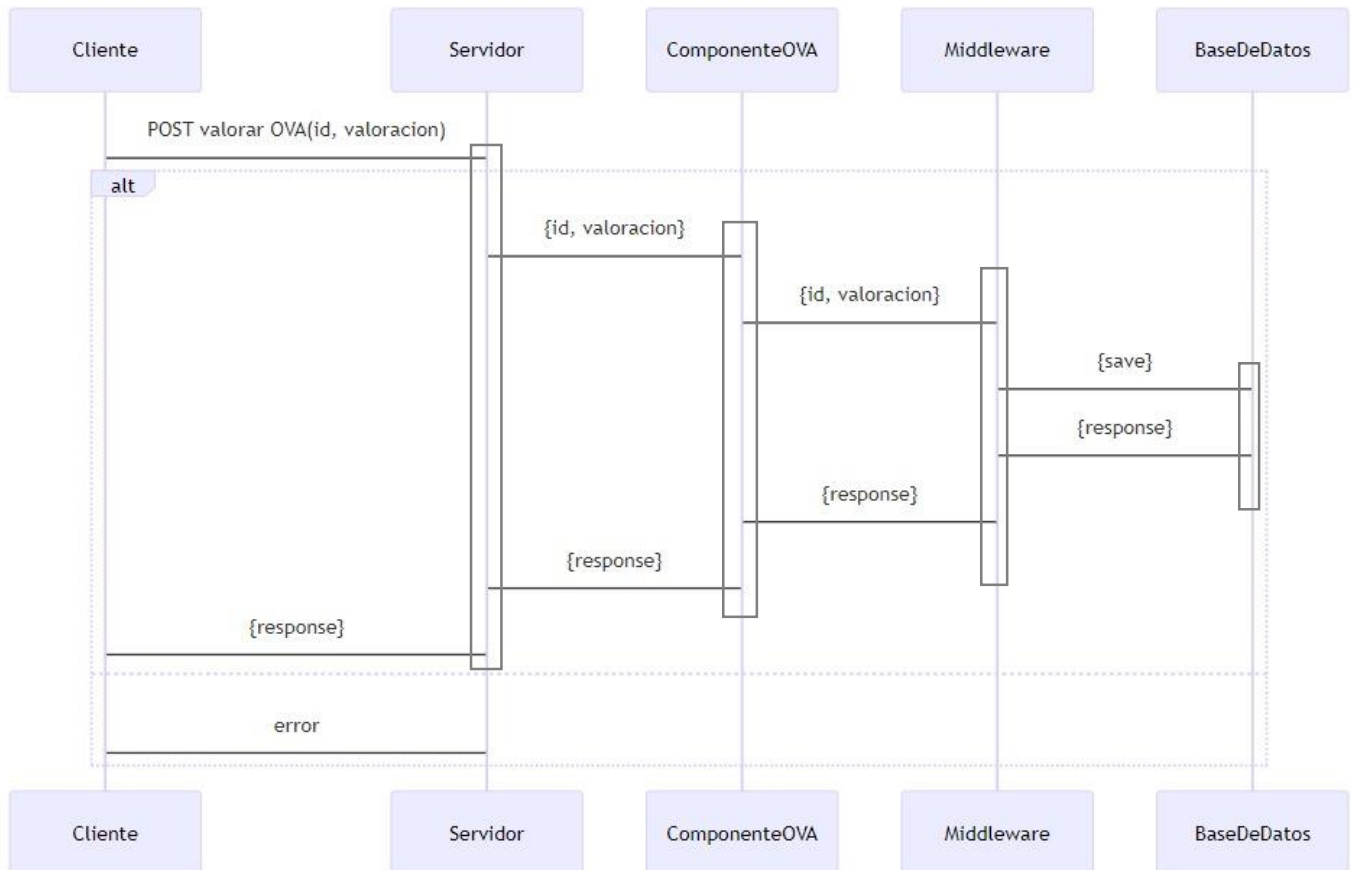 Cliente
Servidor
ComponenteOVA
Middleware
BaseDeDatos
POST valorar OVA(id, valoracion)
alt
{id, valoracion}
{id, valoracion}
{save}
{response}
{response}
{response}
{response}
error
Cliente
Servidor
ComponenteOVA
Middleware
BaseDeDatos